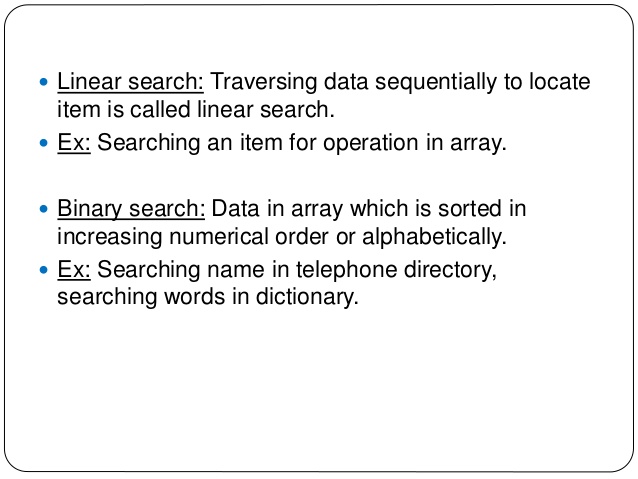 • Linear search: Traversing data sequentially to locate
item is called linear search.
• Ex: Searching an item for operation in array.
• Binary search: Data in array which is sorted in
increasing numerical order or alphabetically.
• Ex: Searching name in telephone directory,
searching words in dictionary.